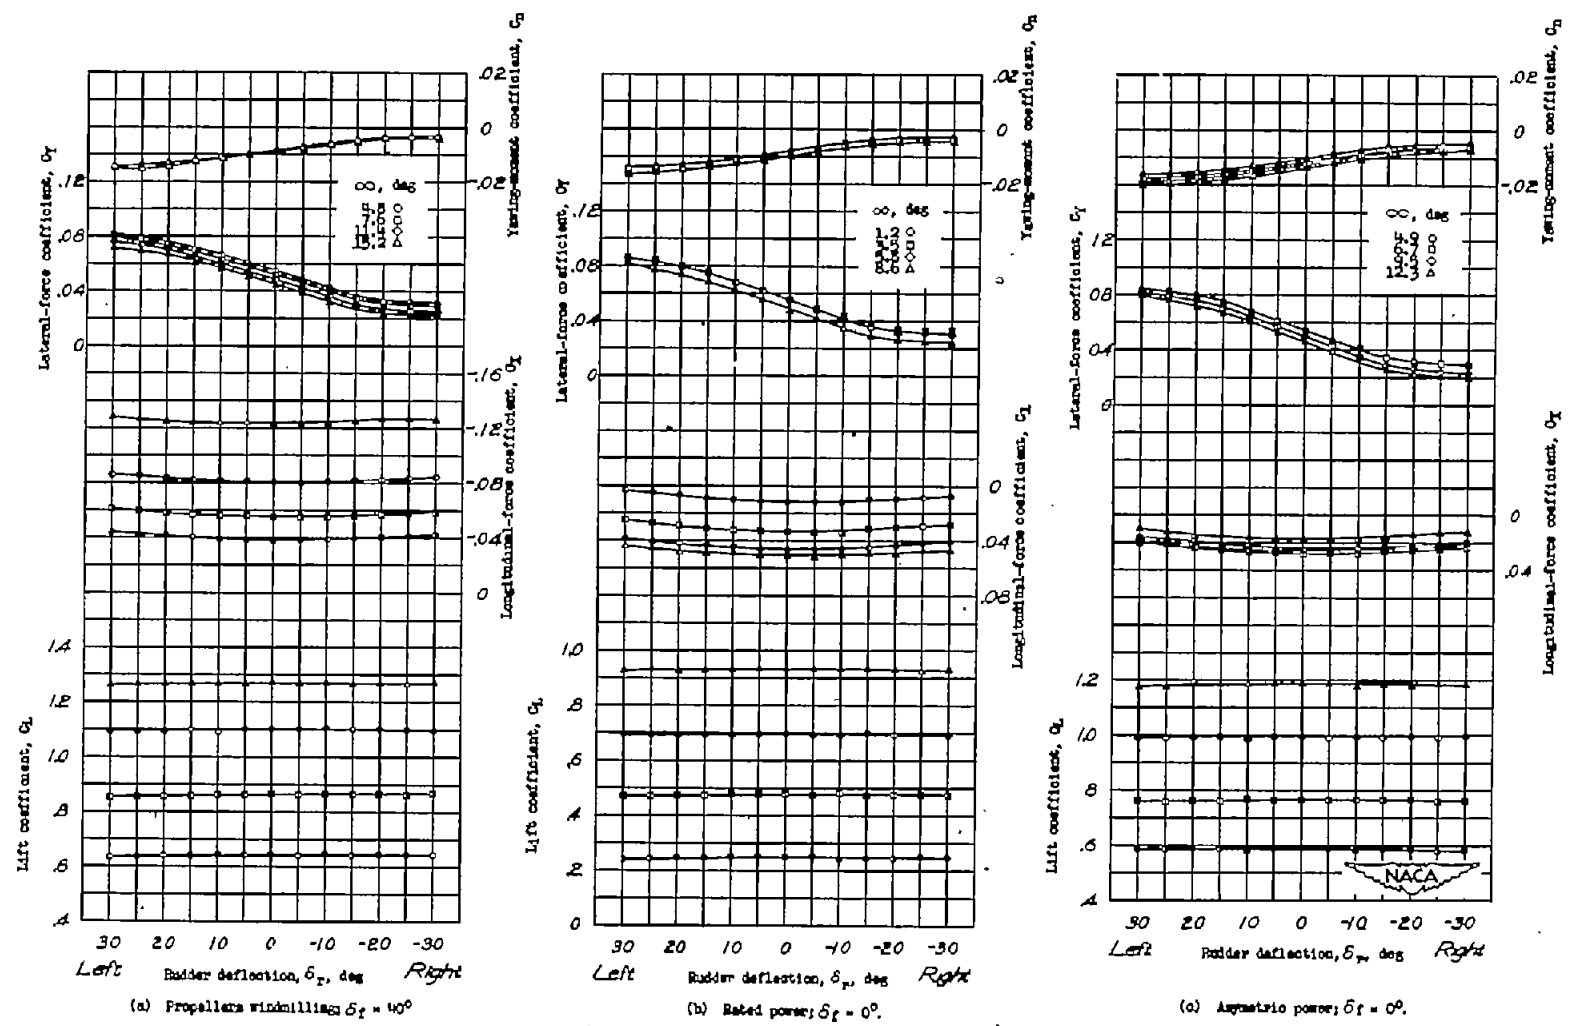 Yawing-moment coefficient, Cn
.02
0
-.02
Lateral-force coefficient, CY
.12
.08
.04
0
∝, deg
Longitudinal-force coefficient, CX
-.16
-.12
-.08
-.04
0
Lift coefficient, CL
1.4
1.2
1.0
.8
.6
.4
30 20 10 0 -10 -20 -30
Left Rudder deflection, δr, deg Right
(a) Propellers windmilling; δf = 40°
Yawing-moment coefficient, Cn
.02
0
-.02
Lateral-force coefficient, CY
.12
.08
.04
0
∝, deg
1.2
8.6
Longitudinal-force coefficient, CX
0
.04
.08
Lift coefficient, CL
1.0
.8
.6
.4
.2
0
30 20 10 0 -10 -20 -30
Left Rudder deflection, δr, deg Right
(b) Rated power; δf = 0°.
Yawing-moment coefficient, Cn
.02
0
-.02
Lateral-force coefficient, CY
12
08
04
0
∝, deg
12.3
Longitudinal-force coefficient, CX
0
.04
Lift coefficient, CL
1.2
1.0
.8
.6
.4
NACA
30 20 10 0 -10 -20 -30
Left Rudder deflection, δr, deg Right
(c) Asymetric power; δf = 0°.